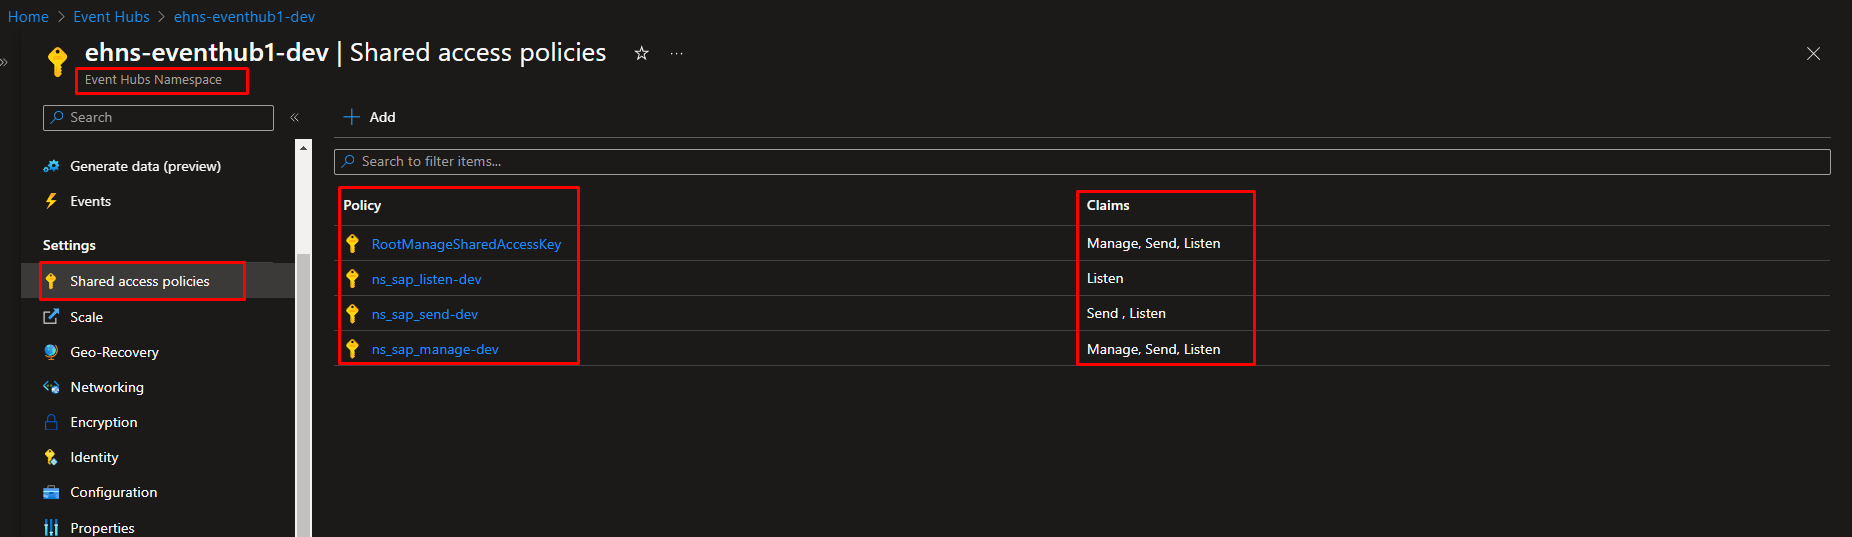 Home > Event Hubs > ehns-eventhub1-dev
ehns-eventhub1-dev | Shared access policies
Event Hubs Namespace
Search
Generate data (preview)
Events
Settings
Shared access policies
Scale
Geo-Recovery
Networking
Encryption
Identity
Configuration
Properties
Add
Search to filter items...
Policy Claims
RootManageSharedAccessKey Manage, Send, Listen
ns_sap_listen-dev Listen
ns_sap_send-dev Send , Listen
ns_sap_manage-dev Manage, Send, Listen